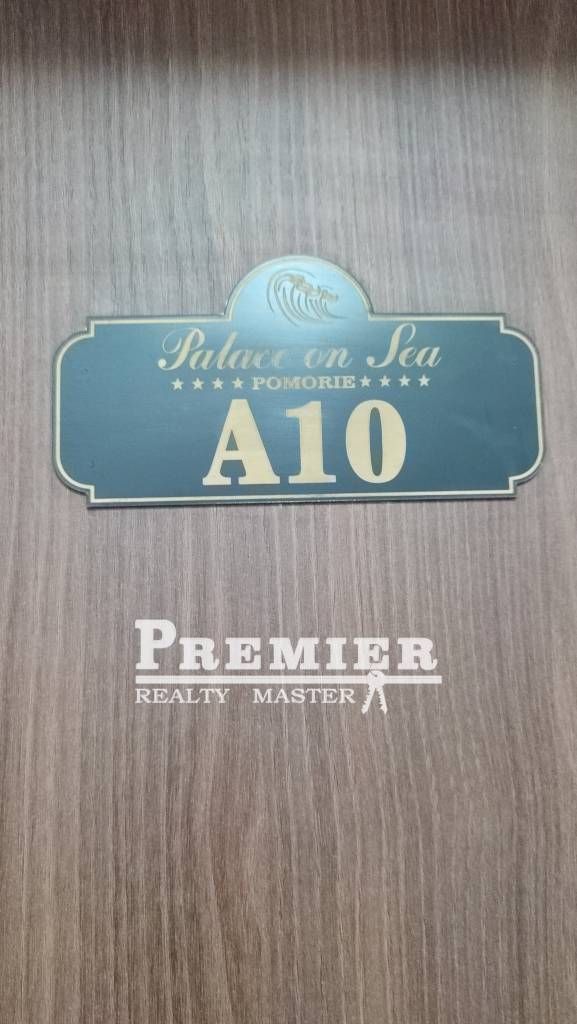 Palace on Sea
★★★★ POMORIE ★★★★
A10
PREMIER
REALTY MASTER